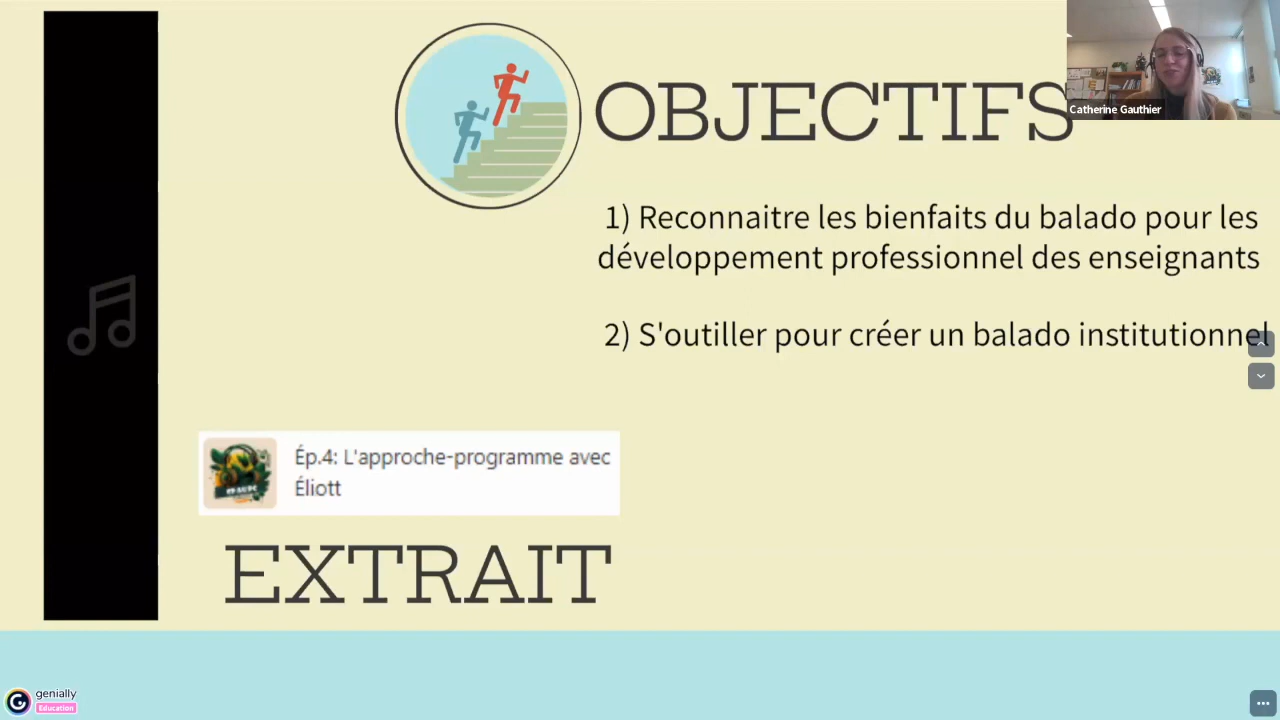 OBJECTIFS
Catherine Gauthier
1) Reconnaitre les bienfaits du balado pour les
développement professionnel des enseignants
2) S'outiller pour créer un balado institutionnel
Ép.4: L'approche-programme avec
Éliott
EXTRAIT
genially
Education